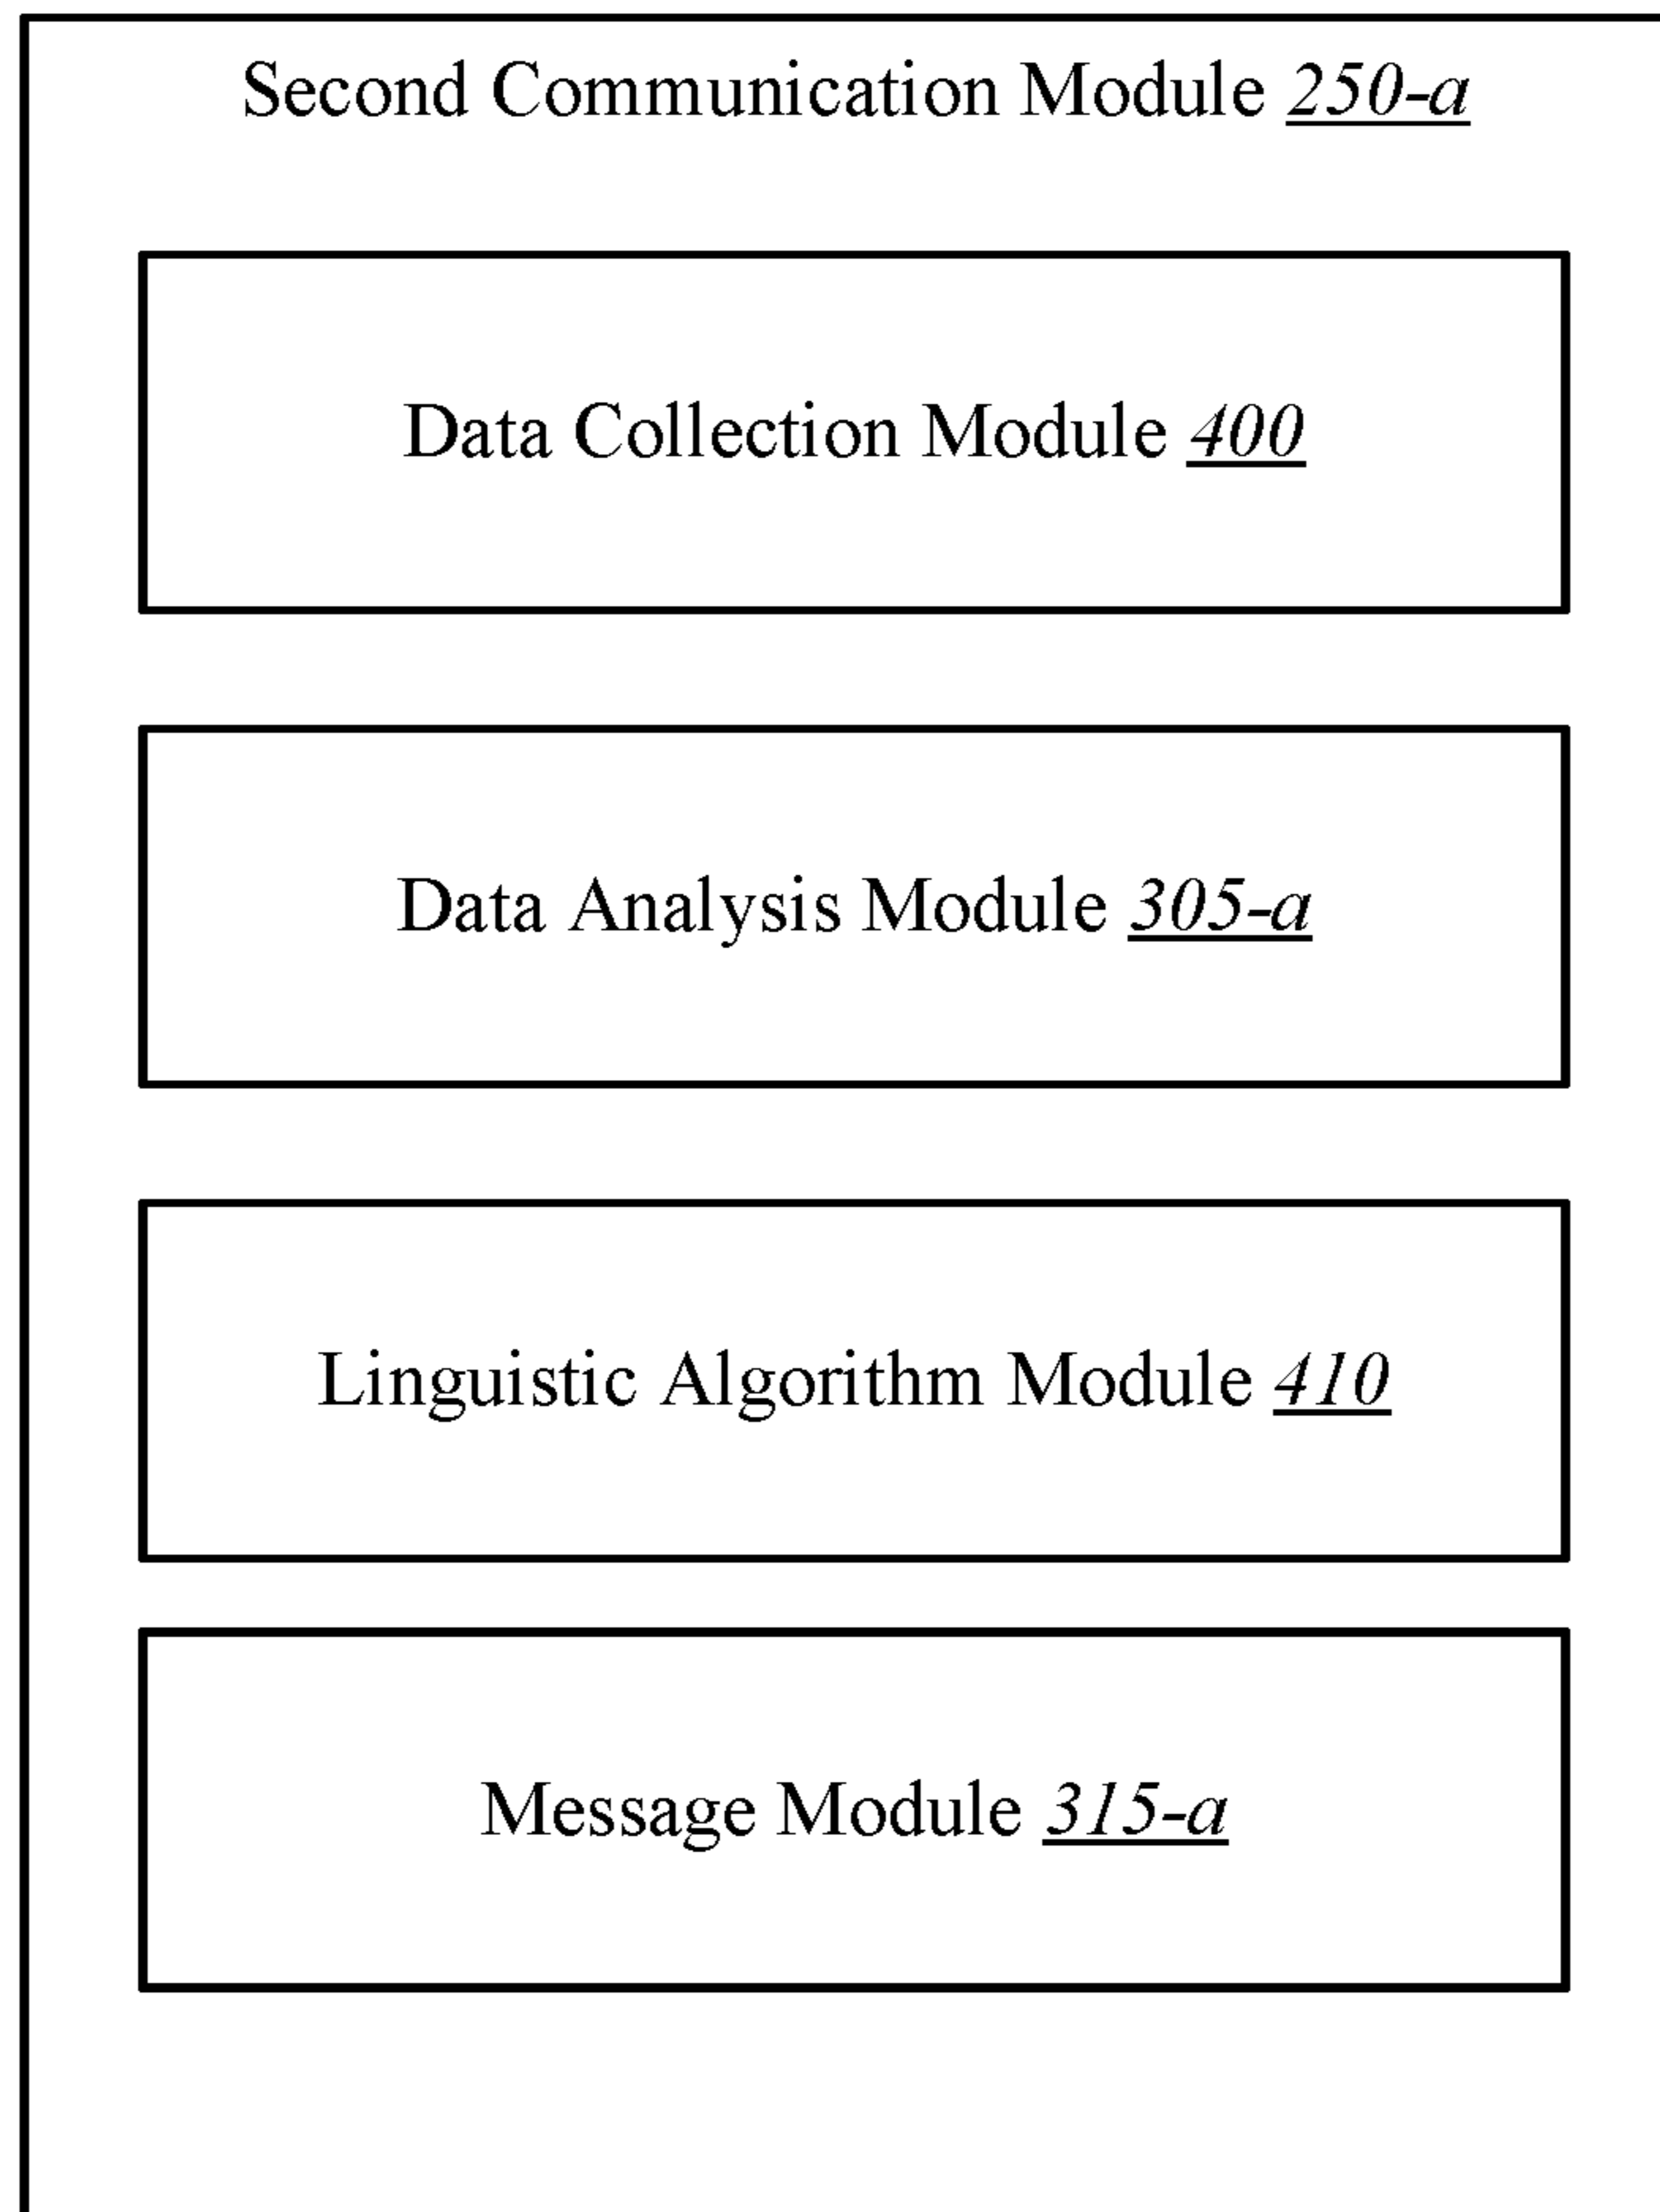 Second Communication Module 250-a
Data Collection Module 400
Data Analysis Module 305-a
Linguistic Algorithm Module 410
Message Module 315-a